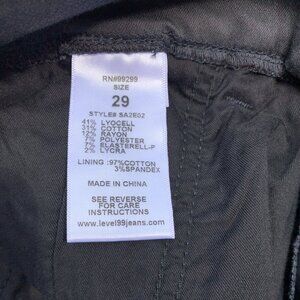 RN#99299
SIZE
29
STYLE# SA2E02
41% LYOCELL
31% COTTON
12% RAYON
7% POLYESTER
7% ELASTERELL-P
2% LYCRA
LINING :97%COTTON
3%SPANDEX
MADE IN CHINA
SEE REVERSE
FOR CARE
INSTRUCTIONS
www.level99jeans.com